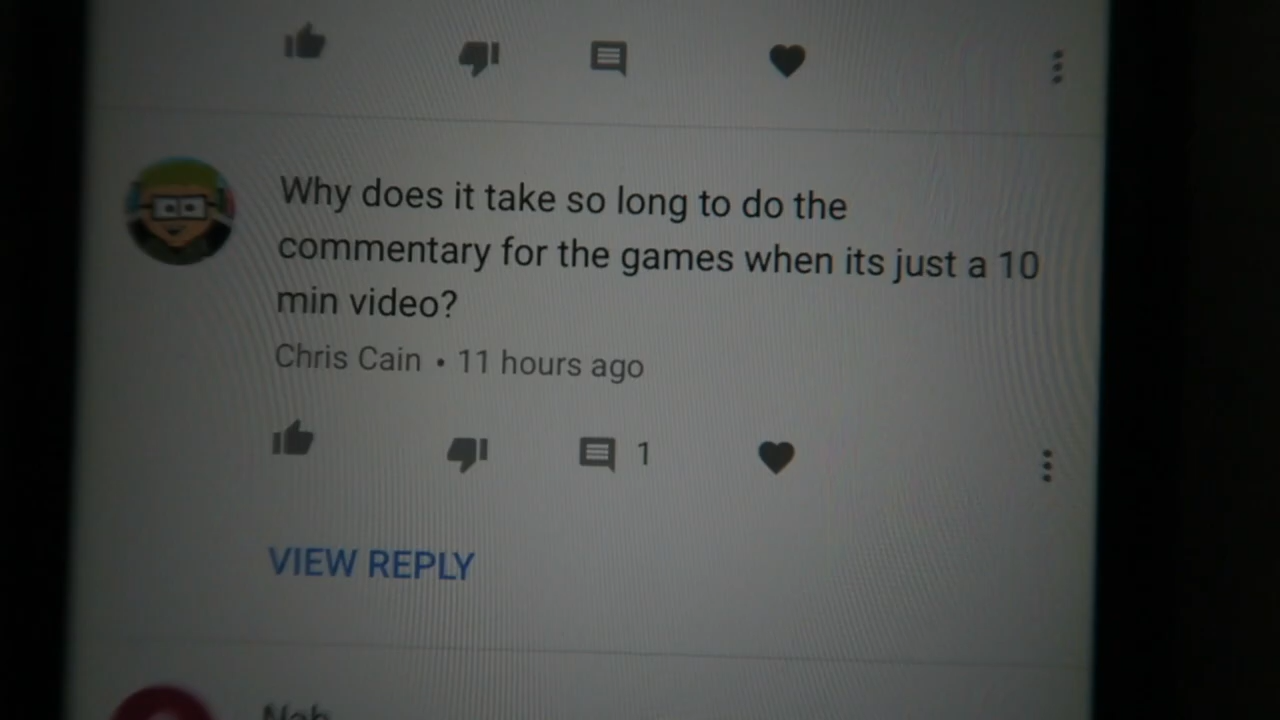 Why does it take so long to do the
commentary for the games when its just a 10
min video?
Chris Cain • 11 hours ago
1
VIEW REPLY